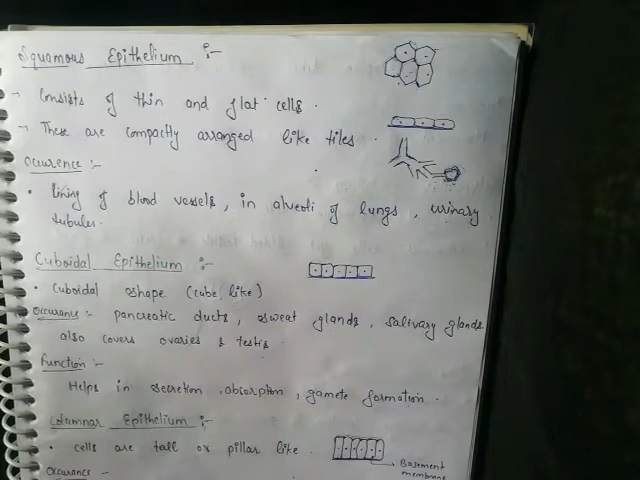 Squamous Epithelium :-
→ Consists of thin and flat cells.
→ These are compactly arranged like tiles.
Occurence :-
• Lining of blood vessels, in alveoli of lungs, urinary
tubules.
Cuboidal Epithelium :-
• Cuboidal shape (cube like)
Occurance :- pancreatic ducts, sweat glands, salivary glands
also covers ovaries & testis.
Function :-
Helps in secretion, absorption, gamete formation.
Columnar Epithelium :-
• Cells are tall or pillar like.
Basement
membrane
Occurance -